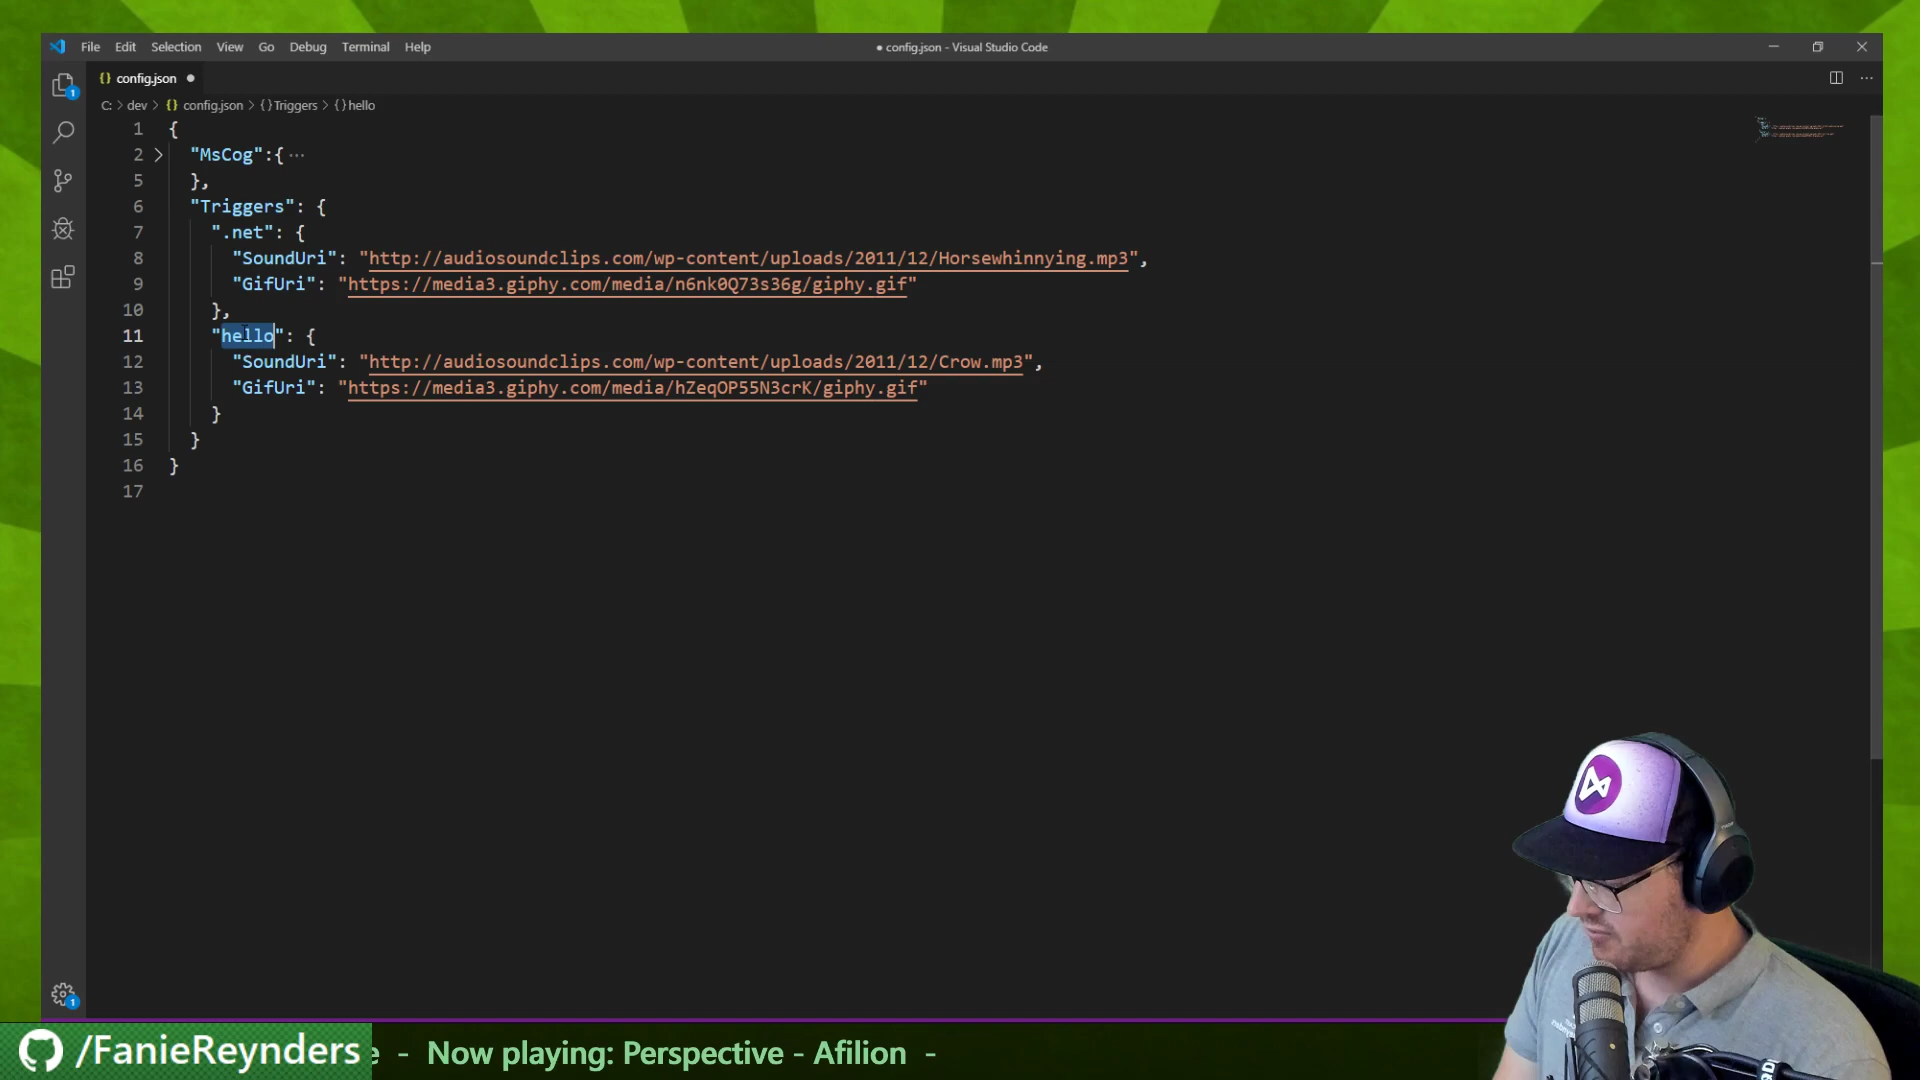 File Edit Selection View Go Debug Terminal Help
● config.json - Visual Studio Code
{} config.json ●
C: > dev > {} config.json > {} Triggers > {} hello
1 {
2 > "MsCog":{ ···
5 },
6 "Triggers": {
7 ".net": {
8 "SoundUri": "http://audiosoundclips.com/wp-content/uploads/2011/12/Horsewhinnying.mp3",
9 "GifUri": "https://media3.giphy.com/media/n6nk0Q73s36g/giphy.gif"
10 },
11 "hello": {
12 "SoundUri": "http://audiosoundclips.com/wp-content/uploads/2011/12/Crow.mp3",
13 "GifUri": "https://media3.giphy.com/media/hZeqOP55N3crK/giphy.gif"
14 }
15 }
16 }
17
1
1
/FanieReynders e - Now playing: Perspective - Afilion -